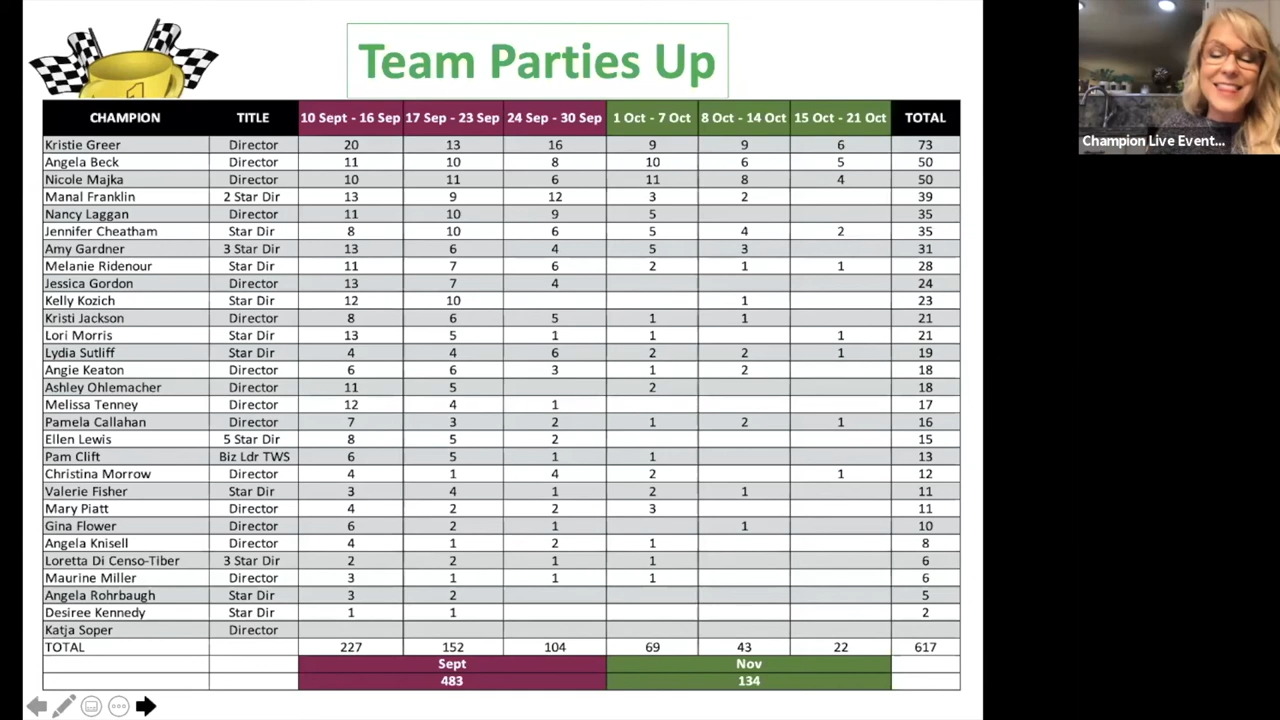 Team Parties Up
1
Champion Live Event...
CHAMPION TITLE 10 Sept - 16 Sep 17 Sep - 23 Sep 24 Sep - 30 Sep 1 Oct - 7 Oct 8 Oct - 14 Oct 15 Oct - 21 Oct TOTAL
Kristie Greer Director 20 13 16 9 9 6 73
Angela Beck Director 11 10 8 10 6 5 50
Nicole Majka Director 10 11 6 11 8 4 50
Manal Franklin 2 Star Dir 13 9 12 3 2 39
Nancy Laggan Director 11 10 9 5 35
Jennifer Cheatham Star Dir 8 10 6 5 4 2 35
Amy Gardner 3 Star Dir 13 6 4 5 3 31
Melanie Ridenour Star Dir 11 7 6 2 1 1 28
Jessica Gordon Director 13 7 4 24
Kelly Kozich Star Dir 12 10 1 23
Kristi Jackson Director 8 6 5 1 1 21
Lori Morris Star Dir 13 5 1 1 1 21
Lydia Sutliff Star Dir 4 4 6 2 2 1 19
Angie Keaton Director 6 6 3 1 2 18
Ashley Ohlemacher Director 11 5 2 18
Melissa Tenney Director 12 4 1 17
Pamela Callahan Director 7 3 2 1 2 1 16
Ellen Lewis 5 Star Dir 8 5 2 15
Pam Clift Biz Ldr TWS 6 5 1 1 13
Christina Morrow Director 4 1 4 2 1 12
Valerie Fisher Star Dir 3 4 1 2 1 11
Mary Piatt Director 4 2 2 3 11
Gina Flower Director 6 2 1 1 10
Angela Knisell Director 4 1 2 1 8
Loretta Di Censo-Tiber 3 Star Dir 2 2 1 1 6
Maurine Miller Director 3 1 1 1 6
Angela Rohrbaugh Star Dir 3 2 5
Desiree Kennedy Star Dir 1 1 2
Katja Soper Director
TOTAL 227 152 104 69 43 22 617
Sept Nov
483 134